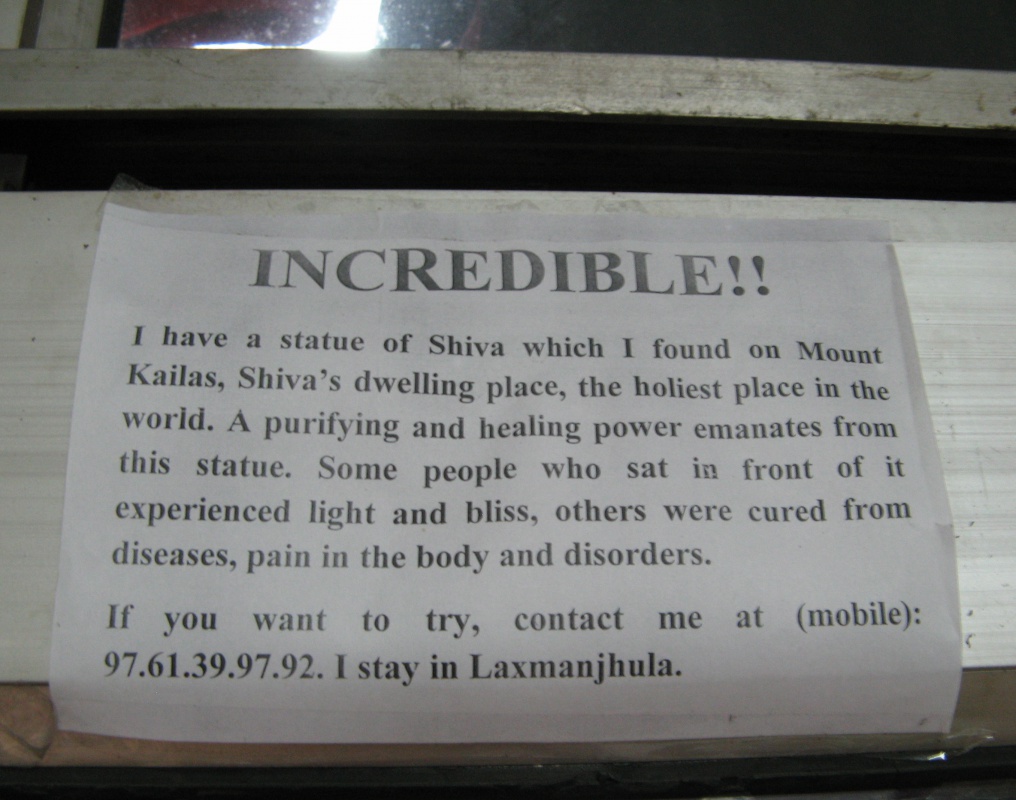 INCREDIBLE!!
I have a statue of Shiva which I found on Mount
Kailas, Shiva's dwelling place, the holiest place in the
world. A purifying and healing power emanates from
this statue. Some people who sat in front of it
experienced light and bliss, others were cured from
diseases, pain in the body and disorders.
If you want to try, contact me at (mobile):
97.61.39.97.92. I stay in Laxmanjhula.